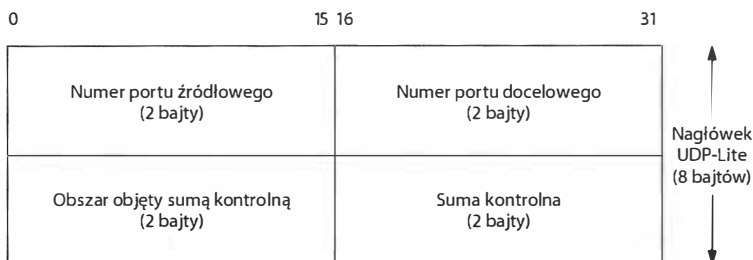 0 15 16 31
Numer portu źródłowego
(2 bajty)
Numer portu docelowego
(2 bajty)
Nagłówek
UDP-Lite
(8 bajtów)
Obszar objęty sumą kontrolną
(2 bajty)
Suma kontrolna
(2 bajty)